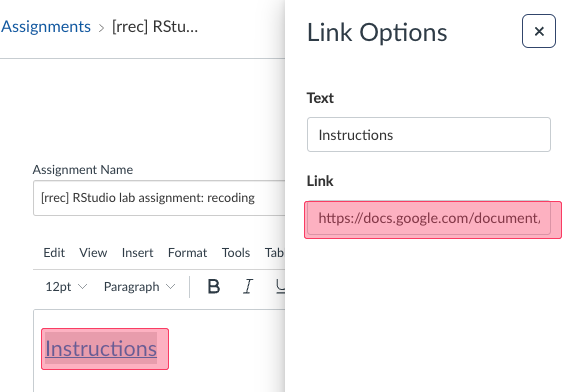 Assignments > [rrec] RStu...
Link Options
×
Text
Instructions
Link
https://docs.google.com/document.
Assignment Name
[rrec] RStudio lab assignment: recoding
Edit View Insert Format Tools Tab
12pt Paragraph B I U
Instructions